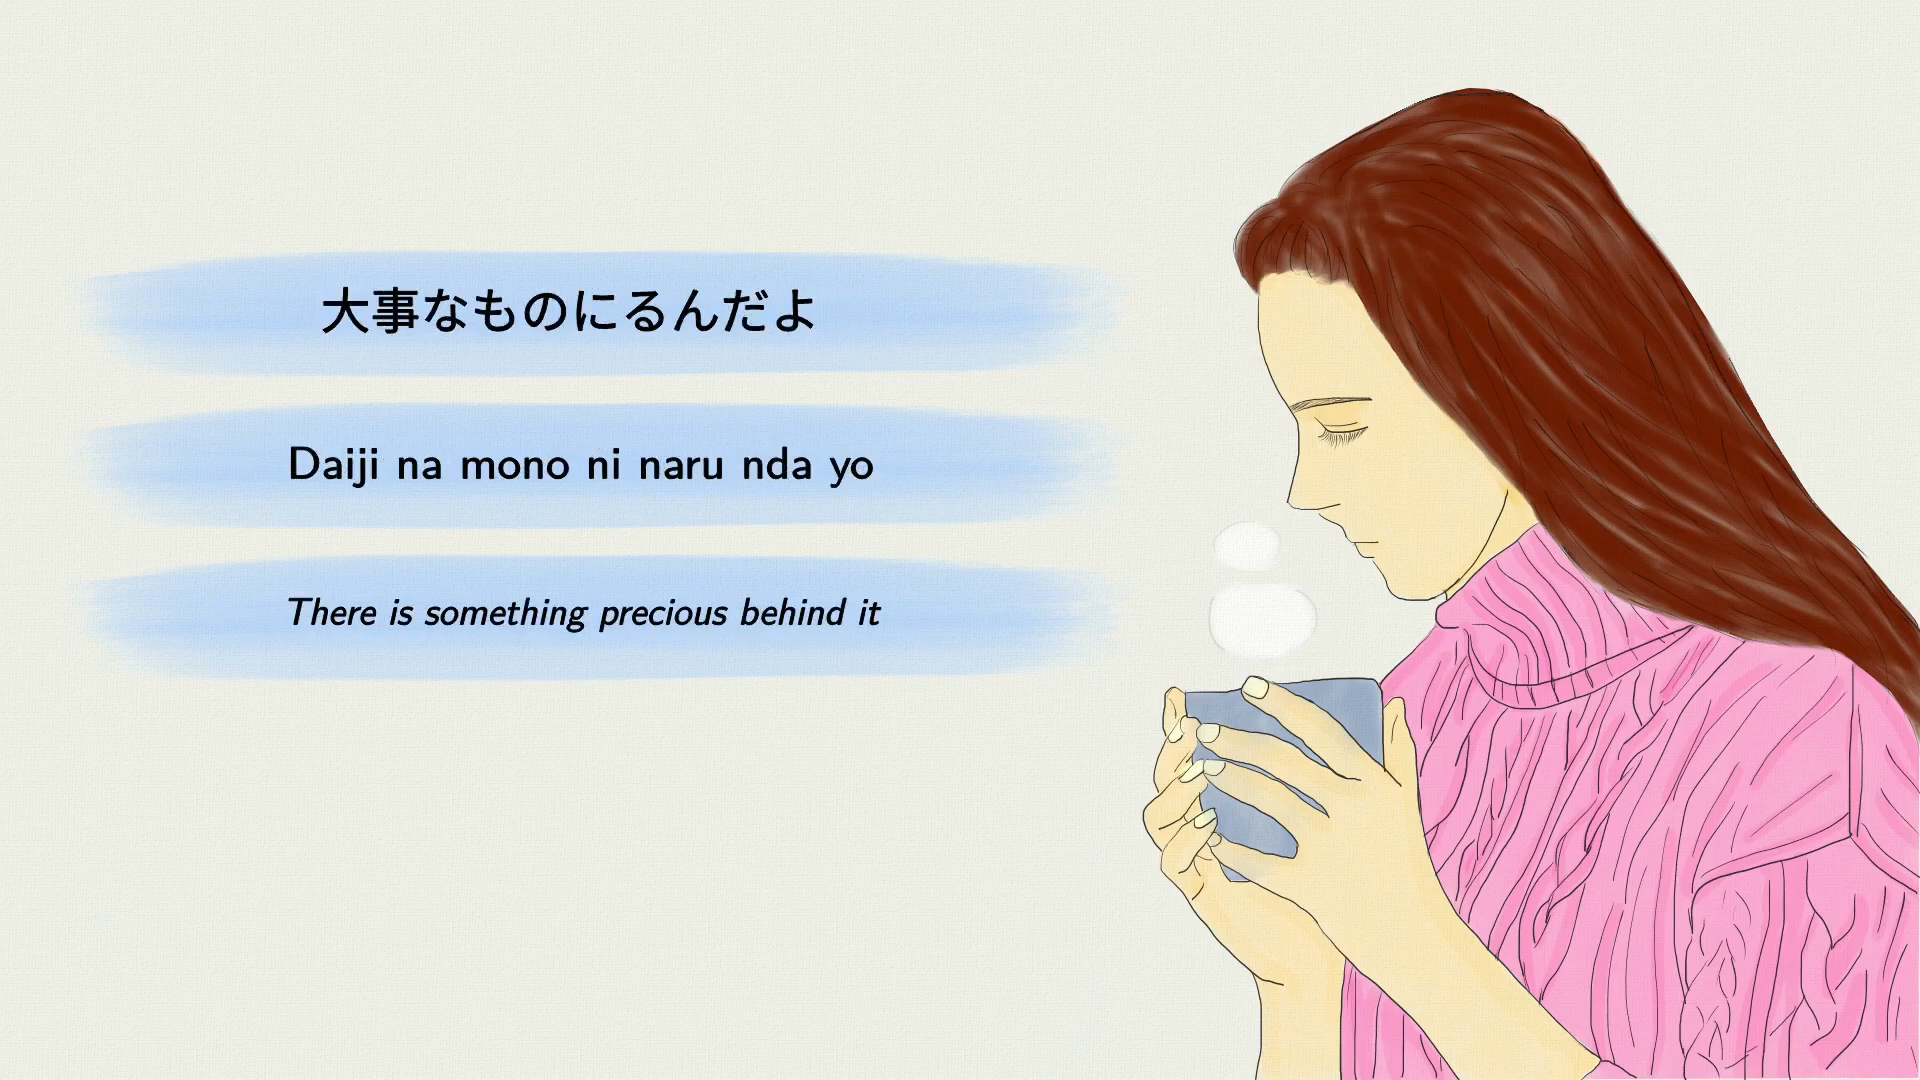 大事なものにるんだよ
Daiji na mono ni naru nda yo
There is something precious behind it